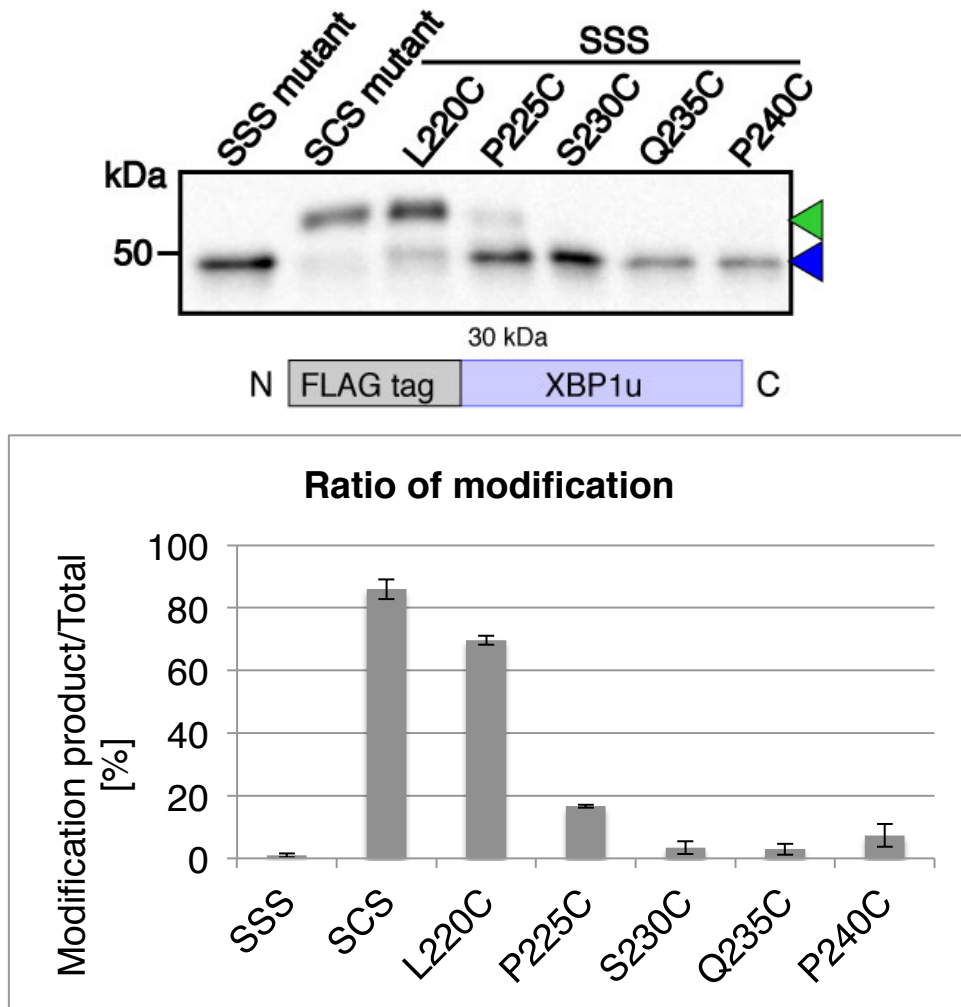 SSS
SSS mutant SCS mutant L220C P225C S230C Q235C P240C
kDa
50
30 kDa
N FLAG tag XBP1u C
Ratio of modification
Modification product/Total
[%]
100
80
60
40
20
0
SSS SCS L220C P225C S230C Q235C P240C